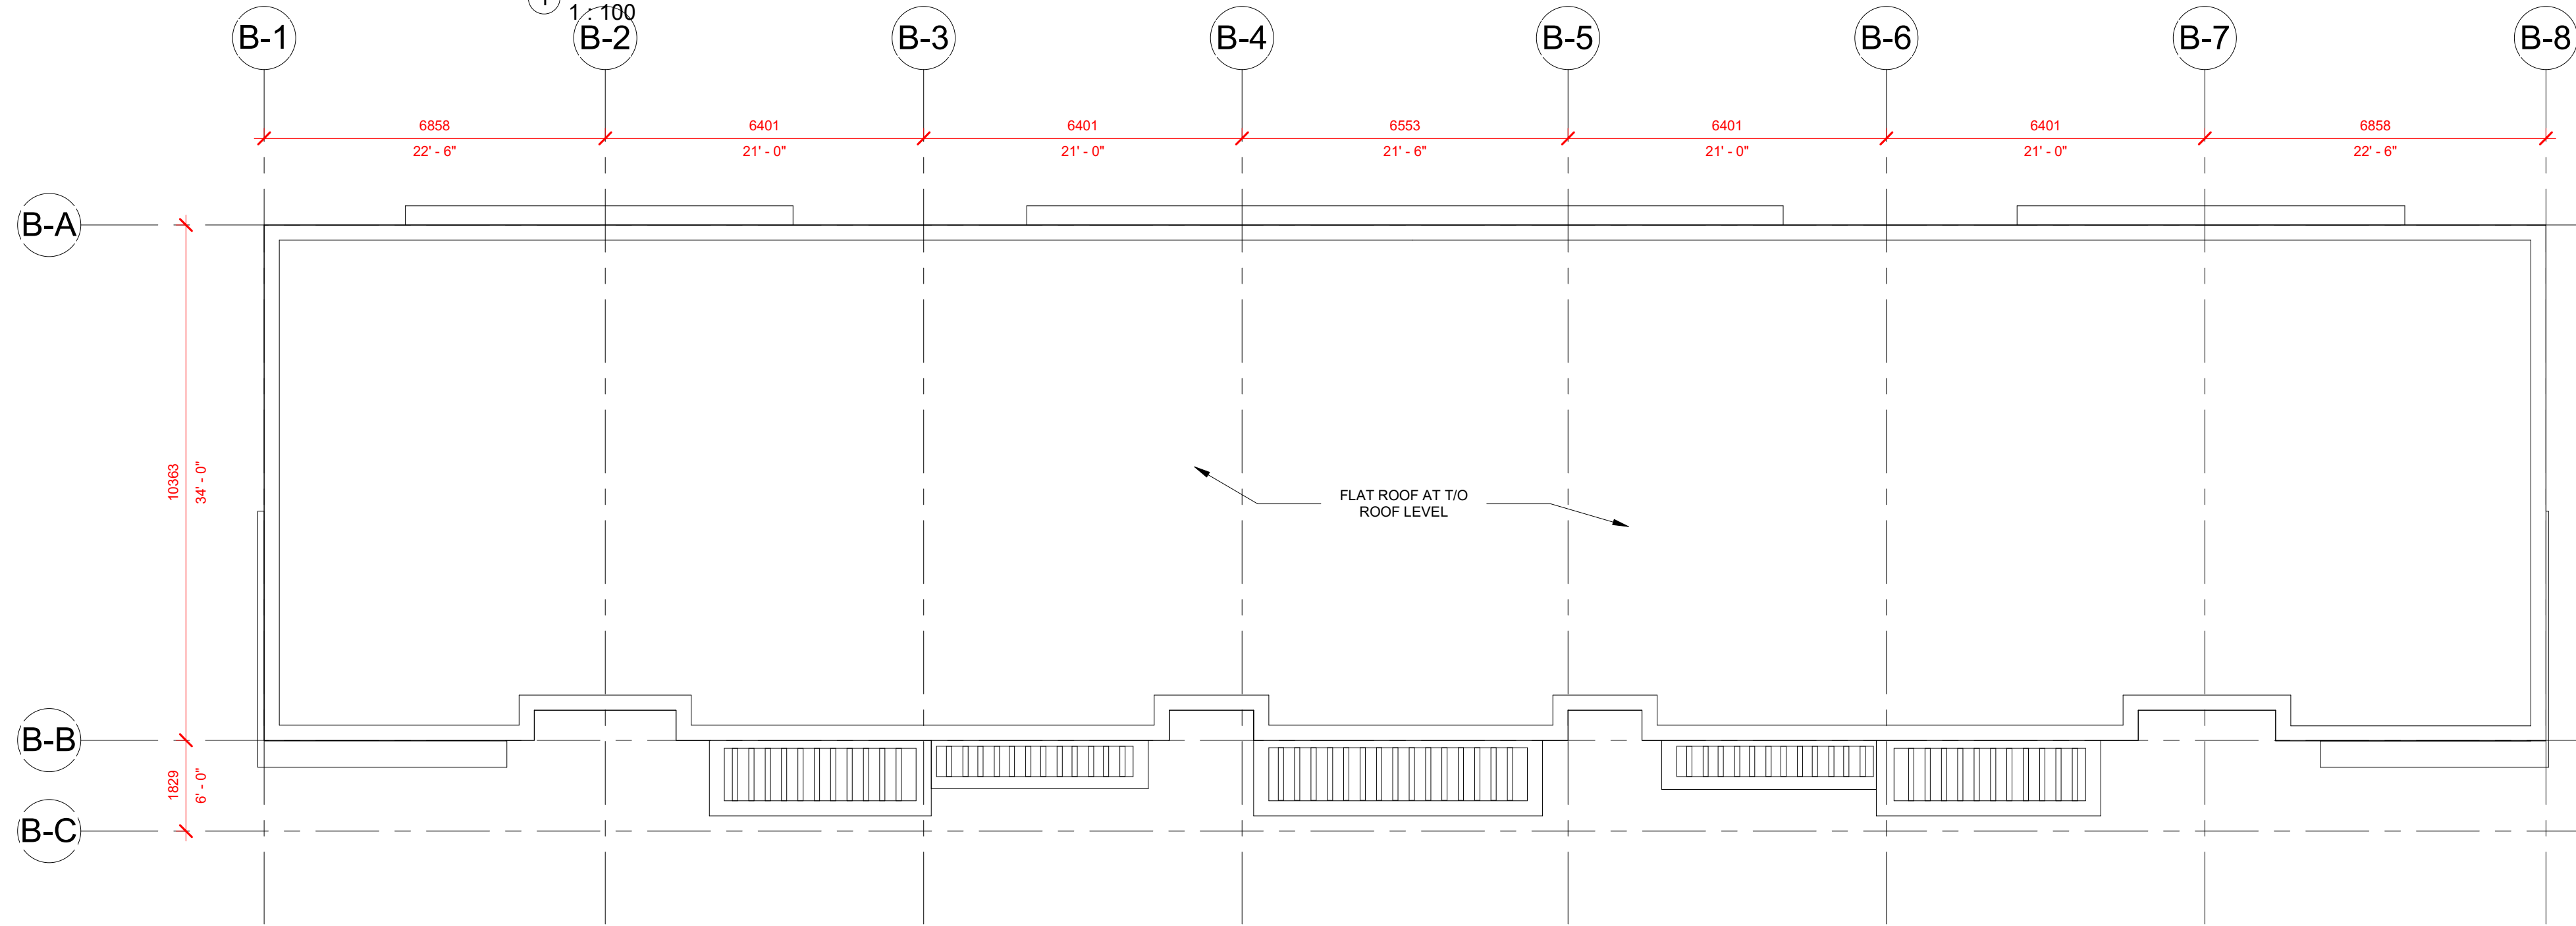 1 : 100
B-1
B-2
B-3
B-4
B-5
B-6
B-7
B-8
6858
6401
6401
6553
6401
6401
6858
22' - 6"
21' - 0"
21' - 0"
21' - 6"
21' - 0"
21' - 0"
22' - 6"
B-A
10363
34' - 0"
FLAT ROOF AT T/O
ROOF LEVEL
B-B
1829
6' - 0"
B-C